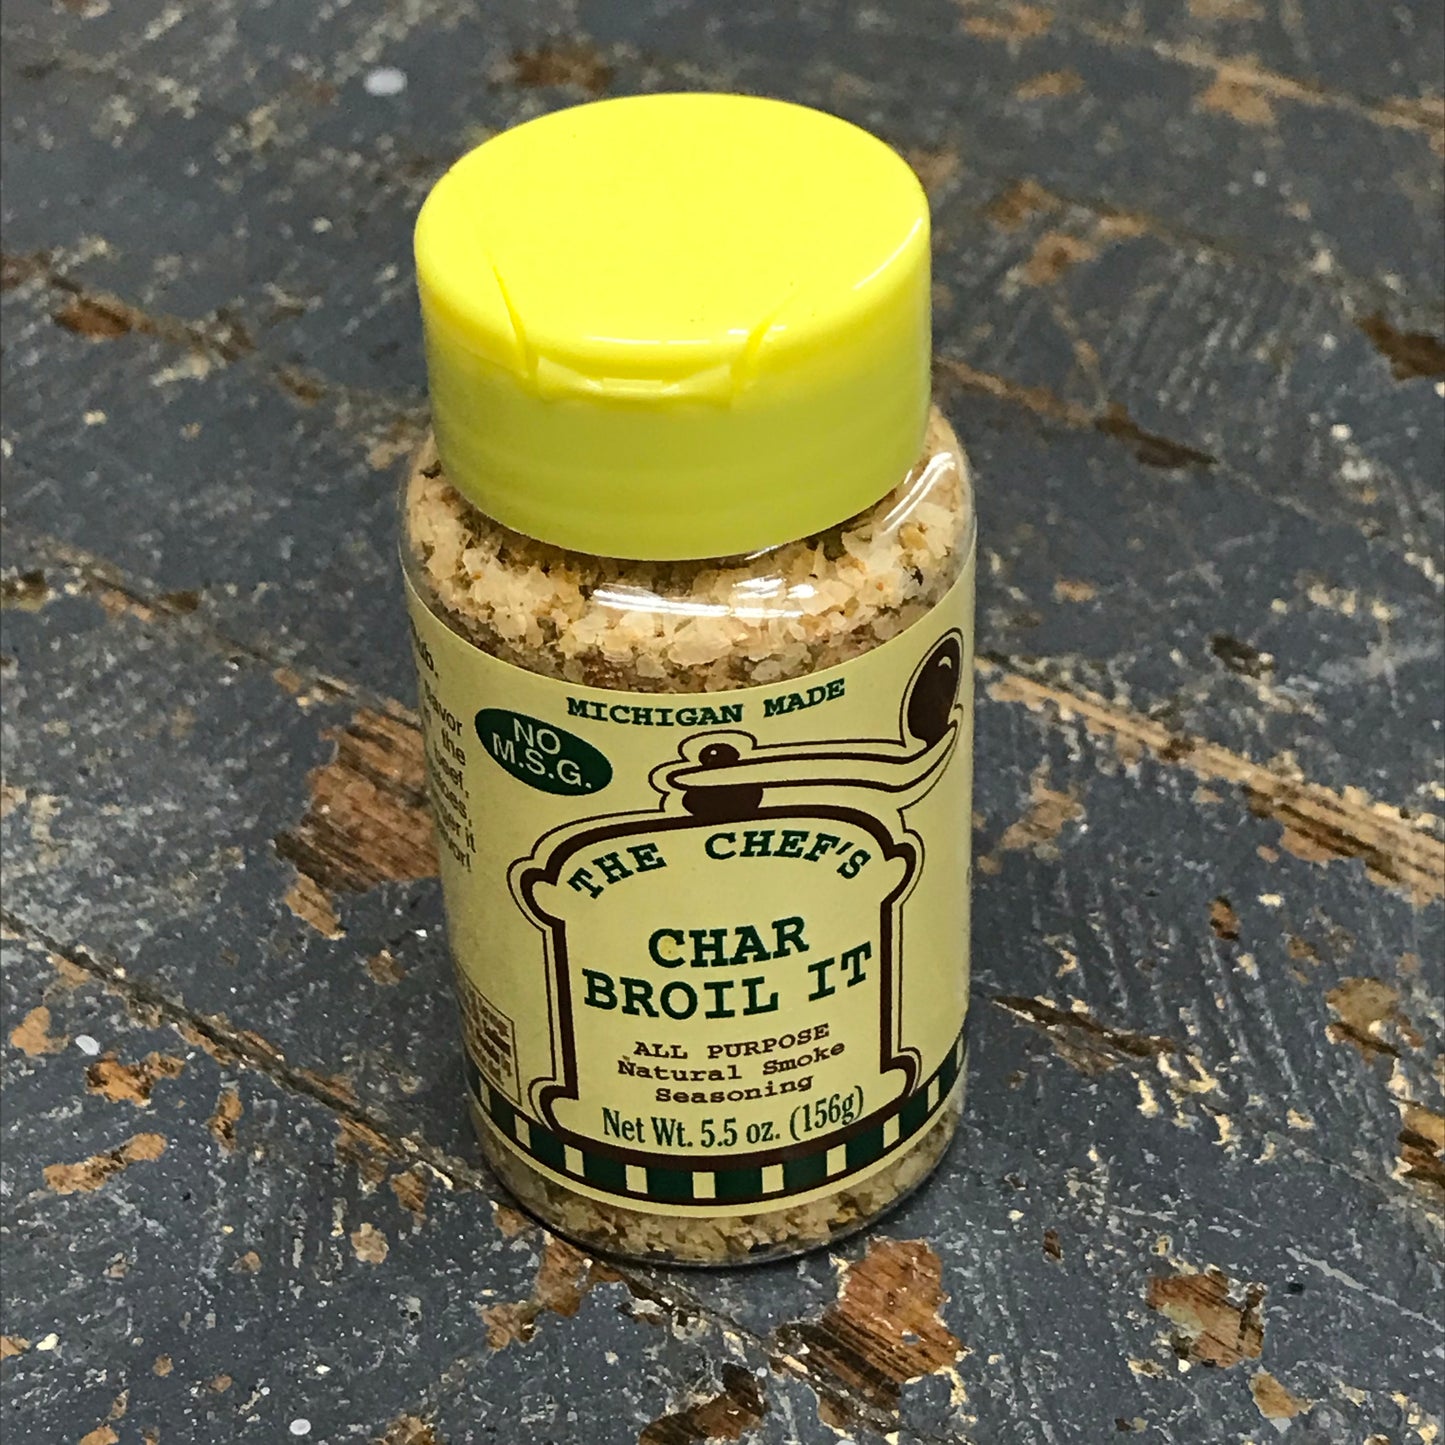 MICHIGAN MADE
NO
M.S.G.
THE CHEF'S
CHAR
BROIL IT
ALL PURPOSE
Natural Smoke
Seasoning
Net Wt. 5.5 oz. (156g)
the